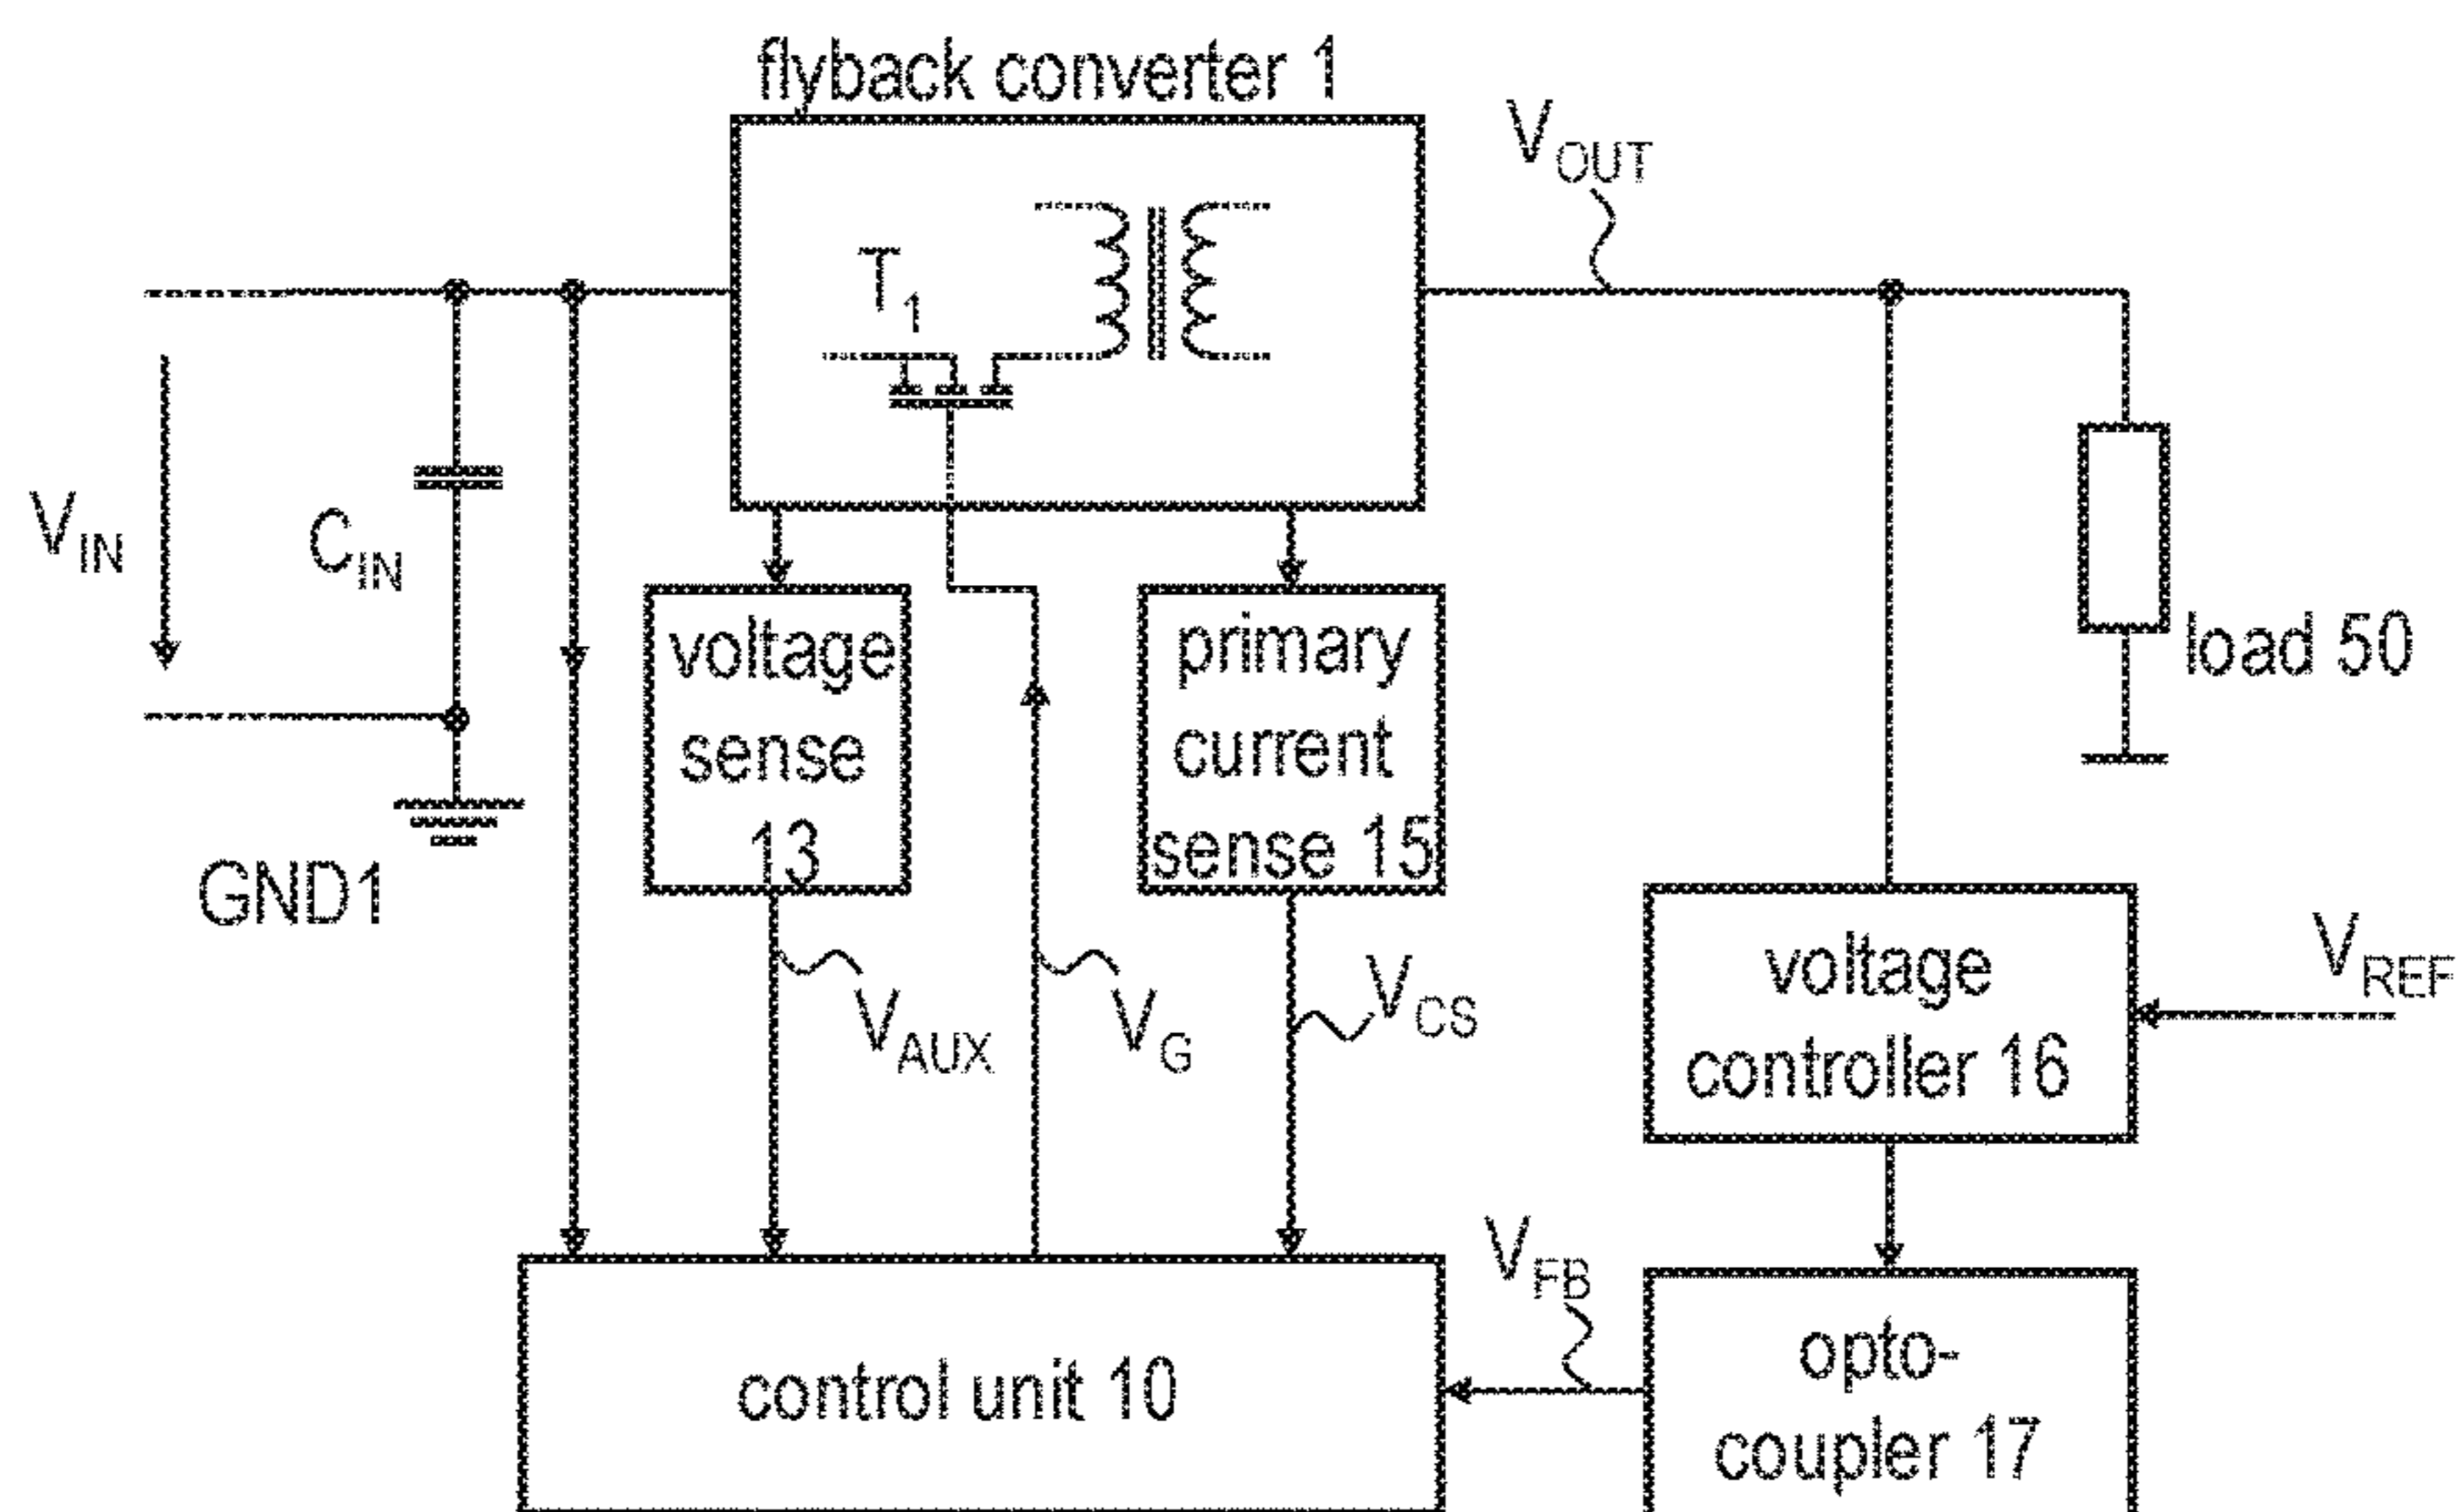 flyback converter 1
V_OUT
T_1
V_IN
C_IN
GND1
voltage
sense
13
primary
current
sense 15
load 50
V_AUX
V_G
V_CS
voltage
controller 16
V_REF
V_FB
control unit 10
opto-
coupler 17